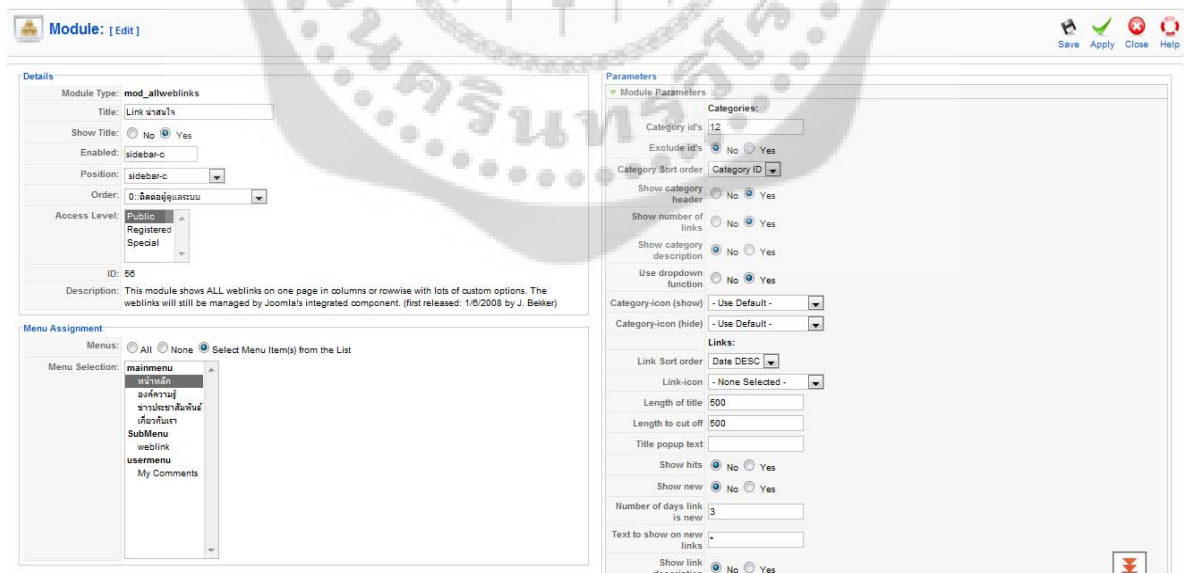 Module: [ Edit ]
Save Apply Close Help
Details
Module Type: mod_allweblinks
Title: Link น่าสนใจ
Show Title: No Yes
Enabled: sidebar-c
Position: sidebar-c
Order: 0::ติดต่อผู้ดูแลระบบ
Access Level: Public
Registered
Special
ID: 56
Description: This module shows ALL weblinks on one page in columns or rowwise with lots of custom options. The
weblinks will still be managed by Joomla!s integrated component. (first released: 1/6/2008 by J. Bekker)
Menu Assignment
Menus: All None Select Menu Item(s) from the List
Menu Selection: mainmenu
หน้าหลัก
องค์ความรู้
ข่าวประชาสัมพันธ์
เกี่ยวกับเรา
SubMenu
weblink
usermenu
My Comments
Parameters
Module Parameters
Categories:
Category id's 12
Exclude id's No Yes
Category Sort order Category ID
Show category
header No Yes
Show number of
links No Yes
Show category
description No Yes
Use dropdown
function No Yes
Category-icon (show) - Use Default -
Category-icon (hide) - Use Default -
Links:
Link Sort order Date DESC
Link-icon - None Selected -
Length of title 500
Length to cut off 500
Title popup text
Show hits No Yes
Show new No Yes
Number of days link
is new 3
Text to show on new
links *
Show link
description No Yes
นครินทรวิโร